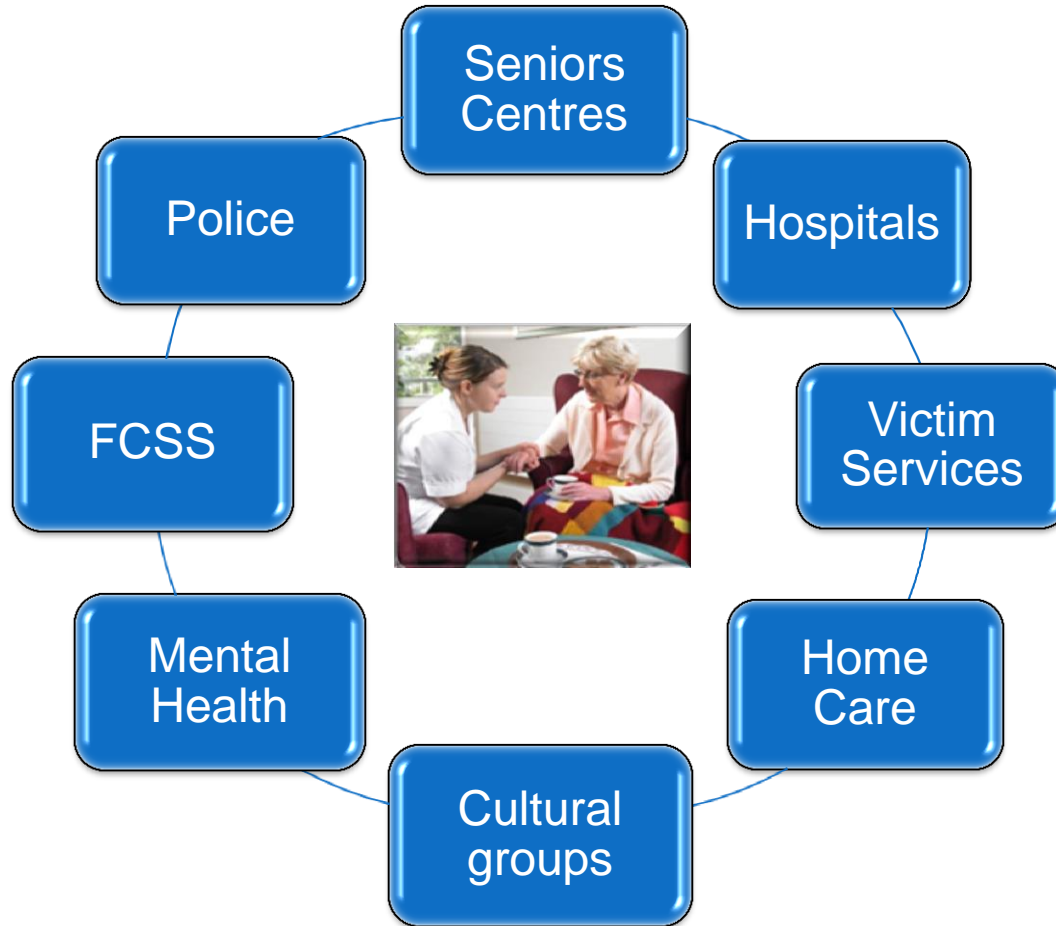 Seniors
Centres
Hospitals
Victim
Services
Home
Care
Cultural
groups
Mental
Health
FCSS
Police